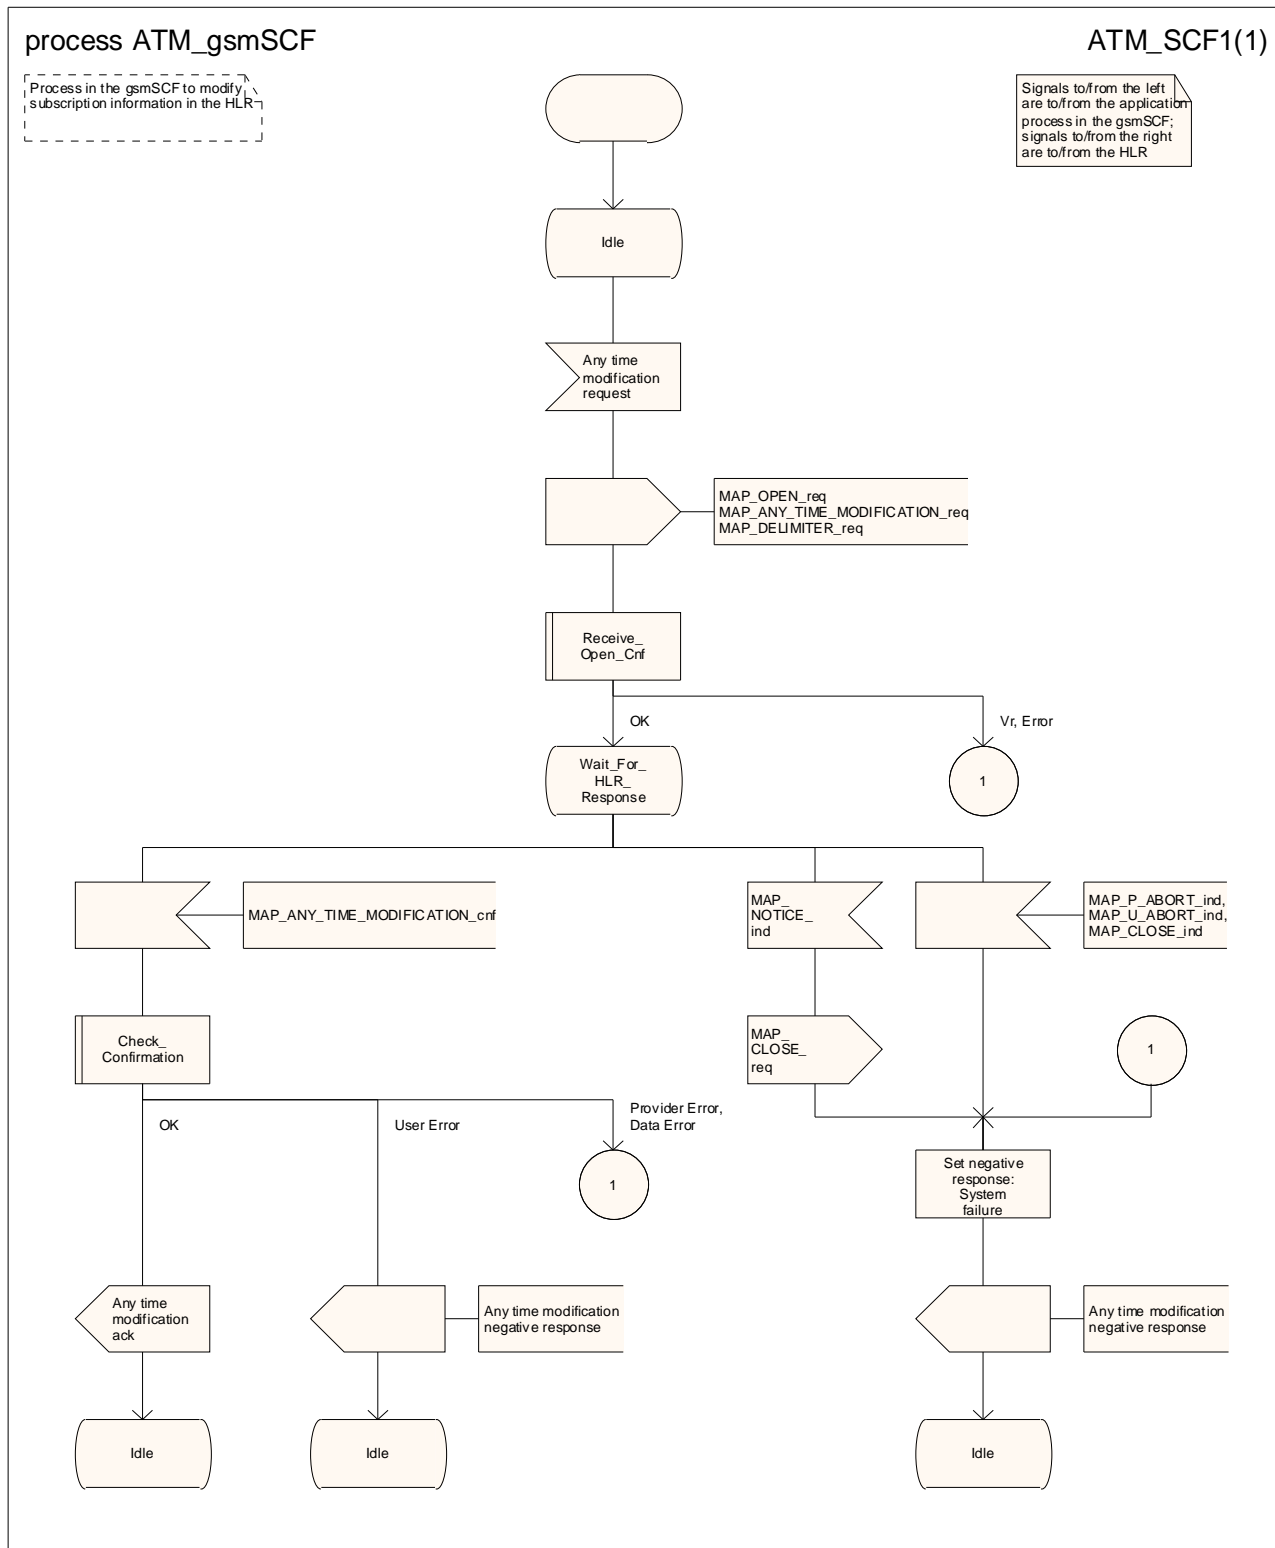 process ATM_gsmSCF
ATM_SCF1(1)
Process in the gsmSCF to modify
subscription information in the HLR
Signals to/from the left
are to/from the application
process in the gsmSCF;
signals to/from the right
are to/from the HLR
Idle
Any time
modification
request
MAP_OPEN_req
MAP_ANY_TIME_MODIFICATION_req
MAP_DELIMITER_req
Receive_
Open_Cnf
OK
Vr, Error
Wait_For_
HLR_
Response
1
MAP_ANY_TIME_MODIFICATION_cnf
MAP_
NOTICE_
ind
MAP_P_ABORT_ind,
MAP_U_ABORT_ind,
MAP_CLOSE_ind
Check_
Confirmation
MAP_
CLOSE_
req
1
OK
User Error
Provider Error,
Data Error
1
Set negative
response:
System
failure
Any time
modification
ack
Any time modification
negative response
Any time modification
negative response
Idle
Idle
Idle